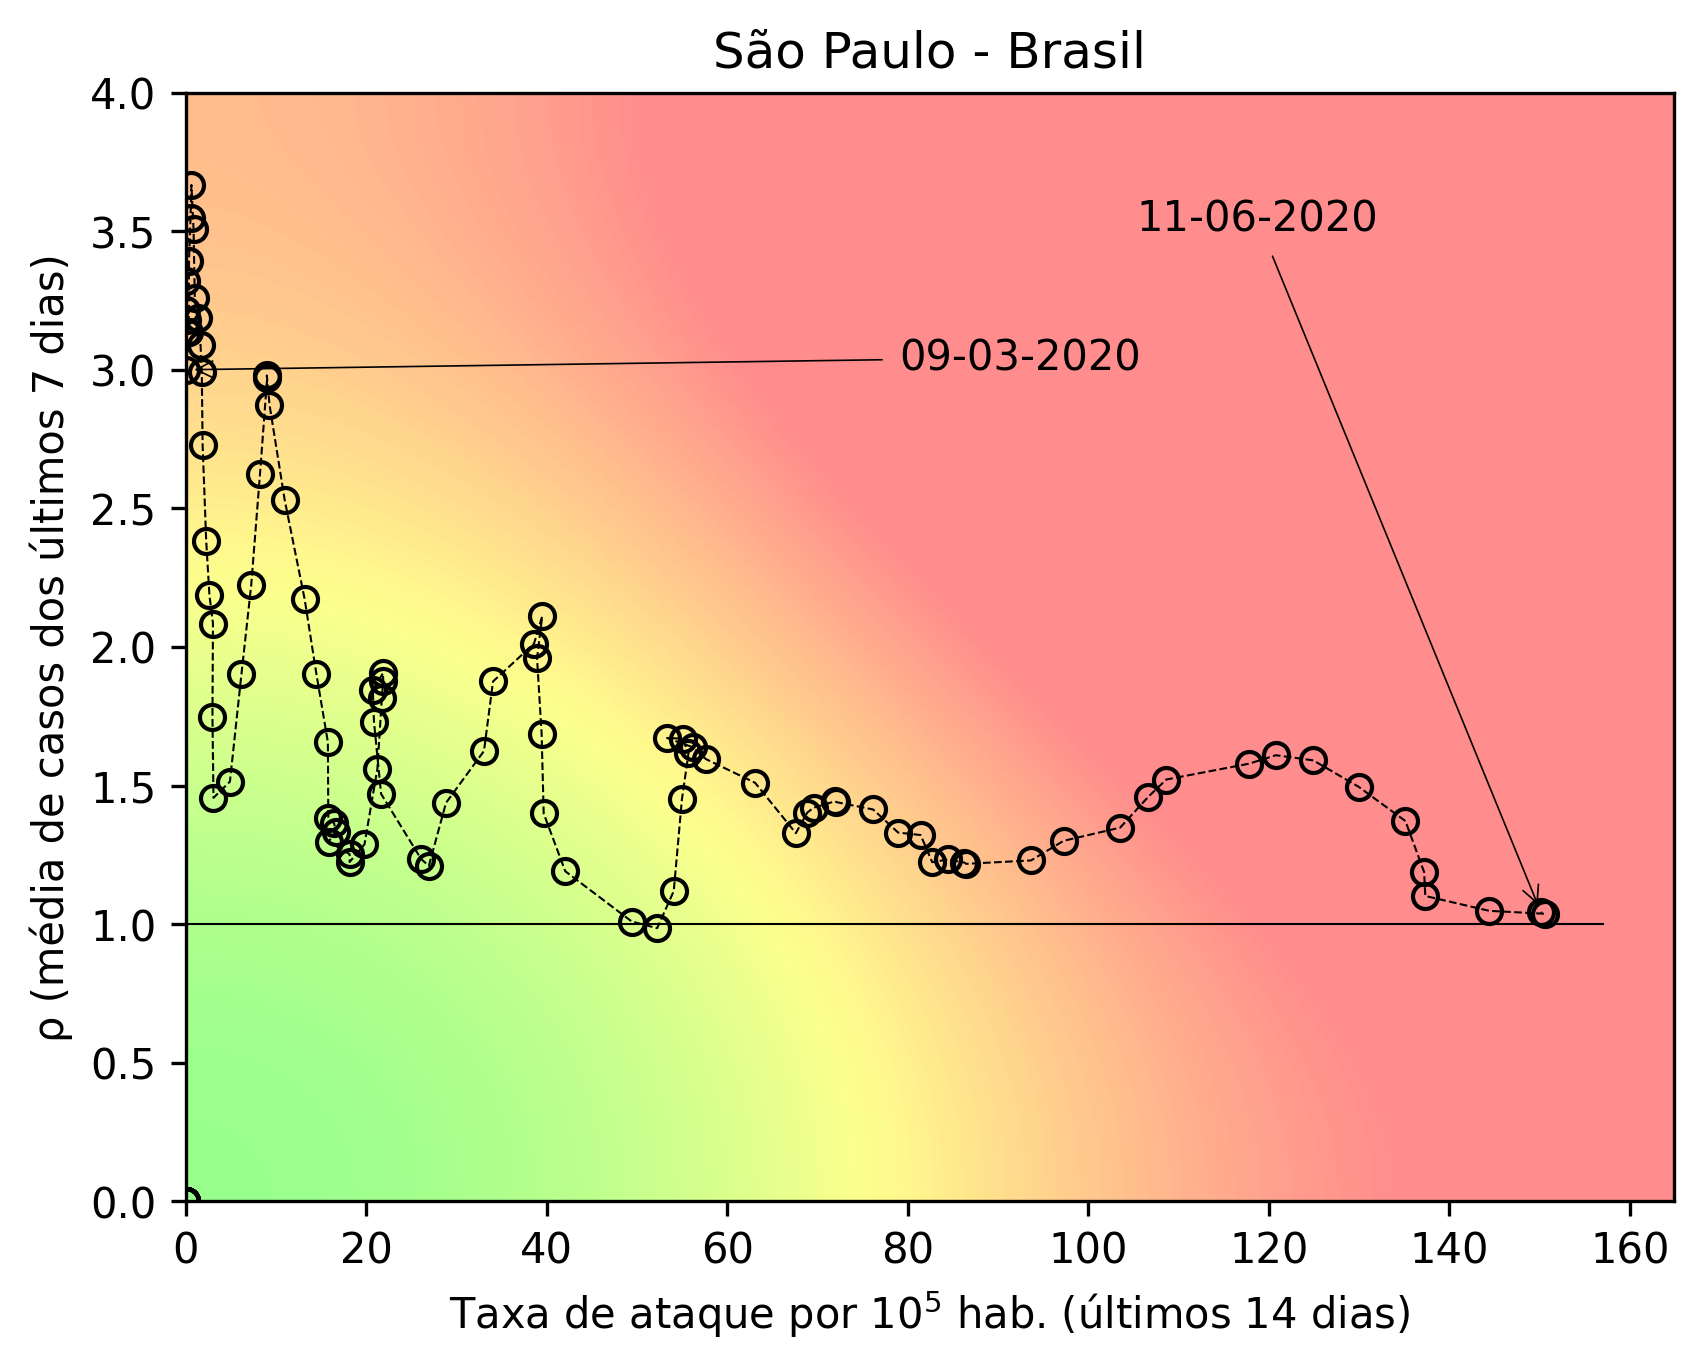 São Paulo - Brasil
4.0
3.5
3.0
2.5
2.0
1.5
1.0
0.5
0.0
ρ (média de casos dos últimos 7 dias)
11-06-2020
09-03-2020
0 20 40 60 80 100 120 140 160
Taxa de ataque por 10⁵ hab. (últimos 14 dias)